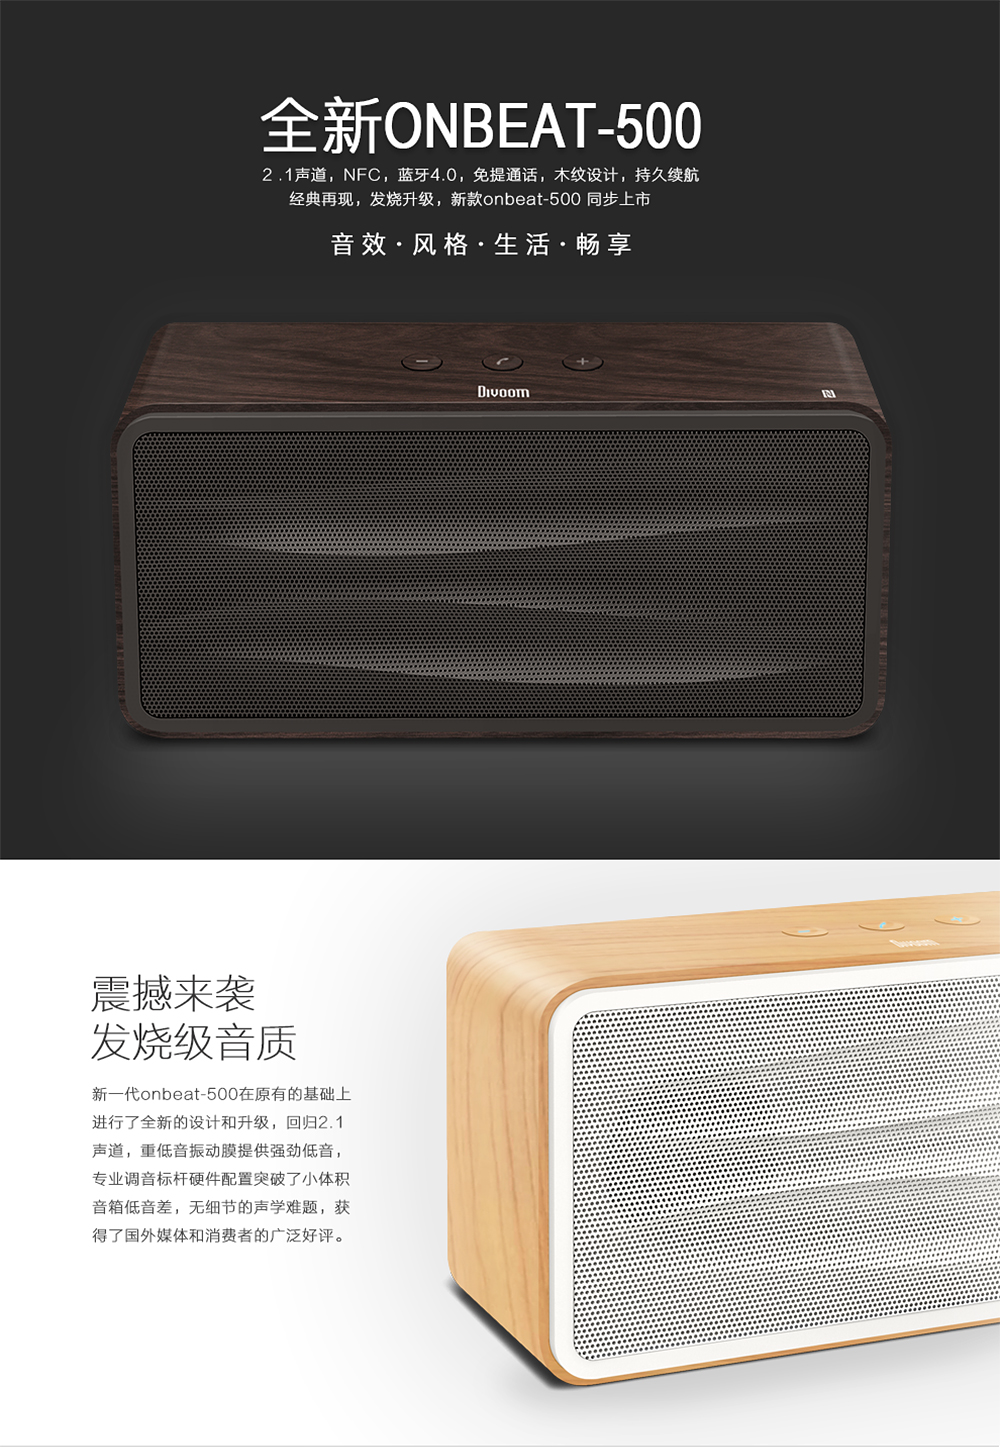 全新ONBEAT-500
2 .1声道，NFC，蓝牙4.0，免提通话，木纹设计，持久续航
经典再现，发烧升级，新款onbeat-500 同步上市
音效·风格·生活·畅享
Divoom
震撼来袭
发烧级音质
新一代onbeat-500在原有的基础上
进行了全新的设计和升级，回归2.1
声道，重低音振动膜提供强劲低音，
专业调音标杆硬件配置突破了小体积
音箱低音差，无细节的声学难题，获
得了国外媒体和消费者的广泛好评。
Divoom